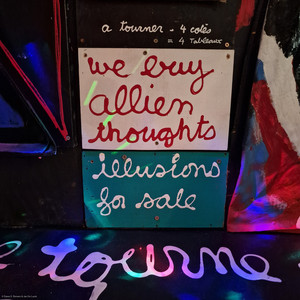 a tourner - 4 cotés
= 4 Tableaux
we buy
allien
thoughts
illusions
for sale
tourne